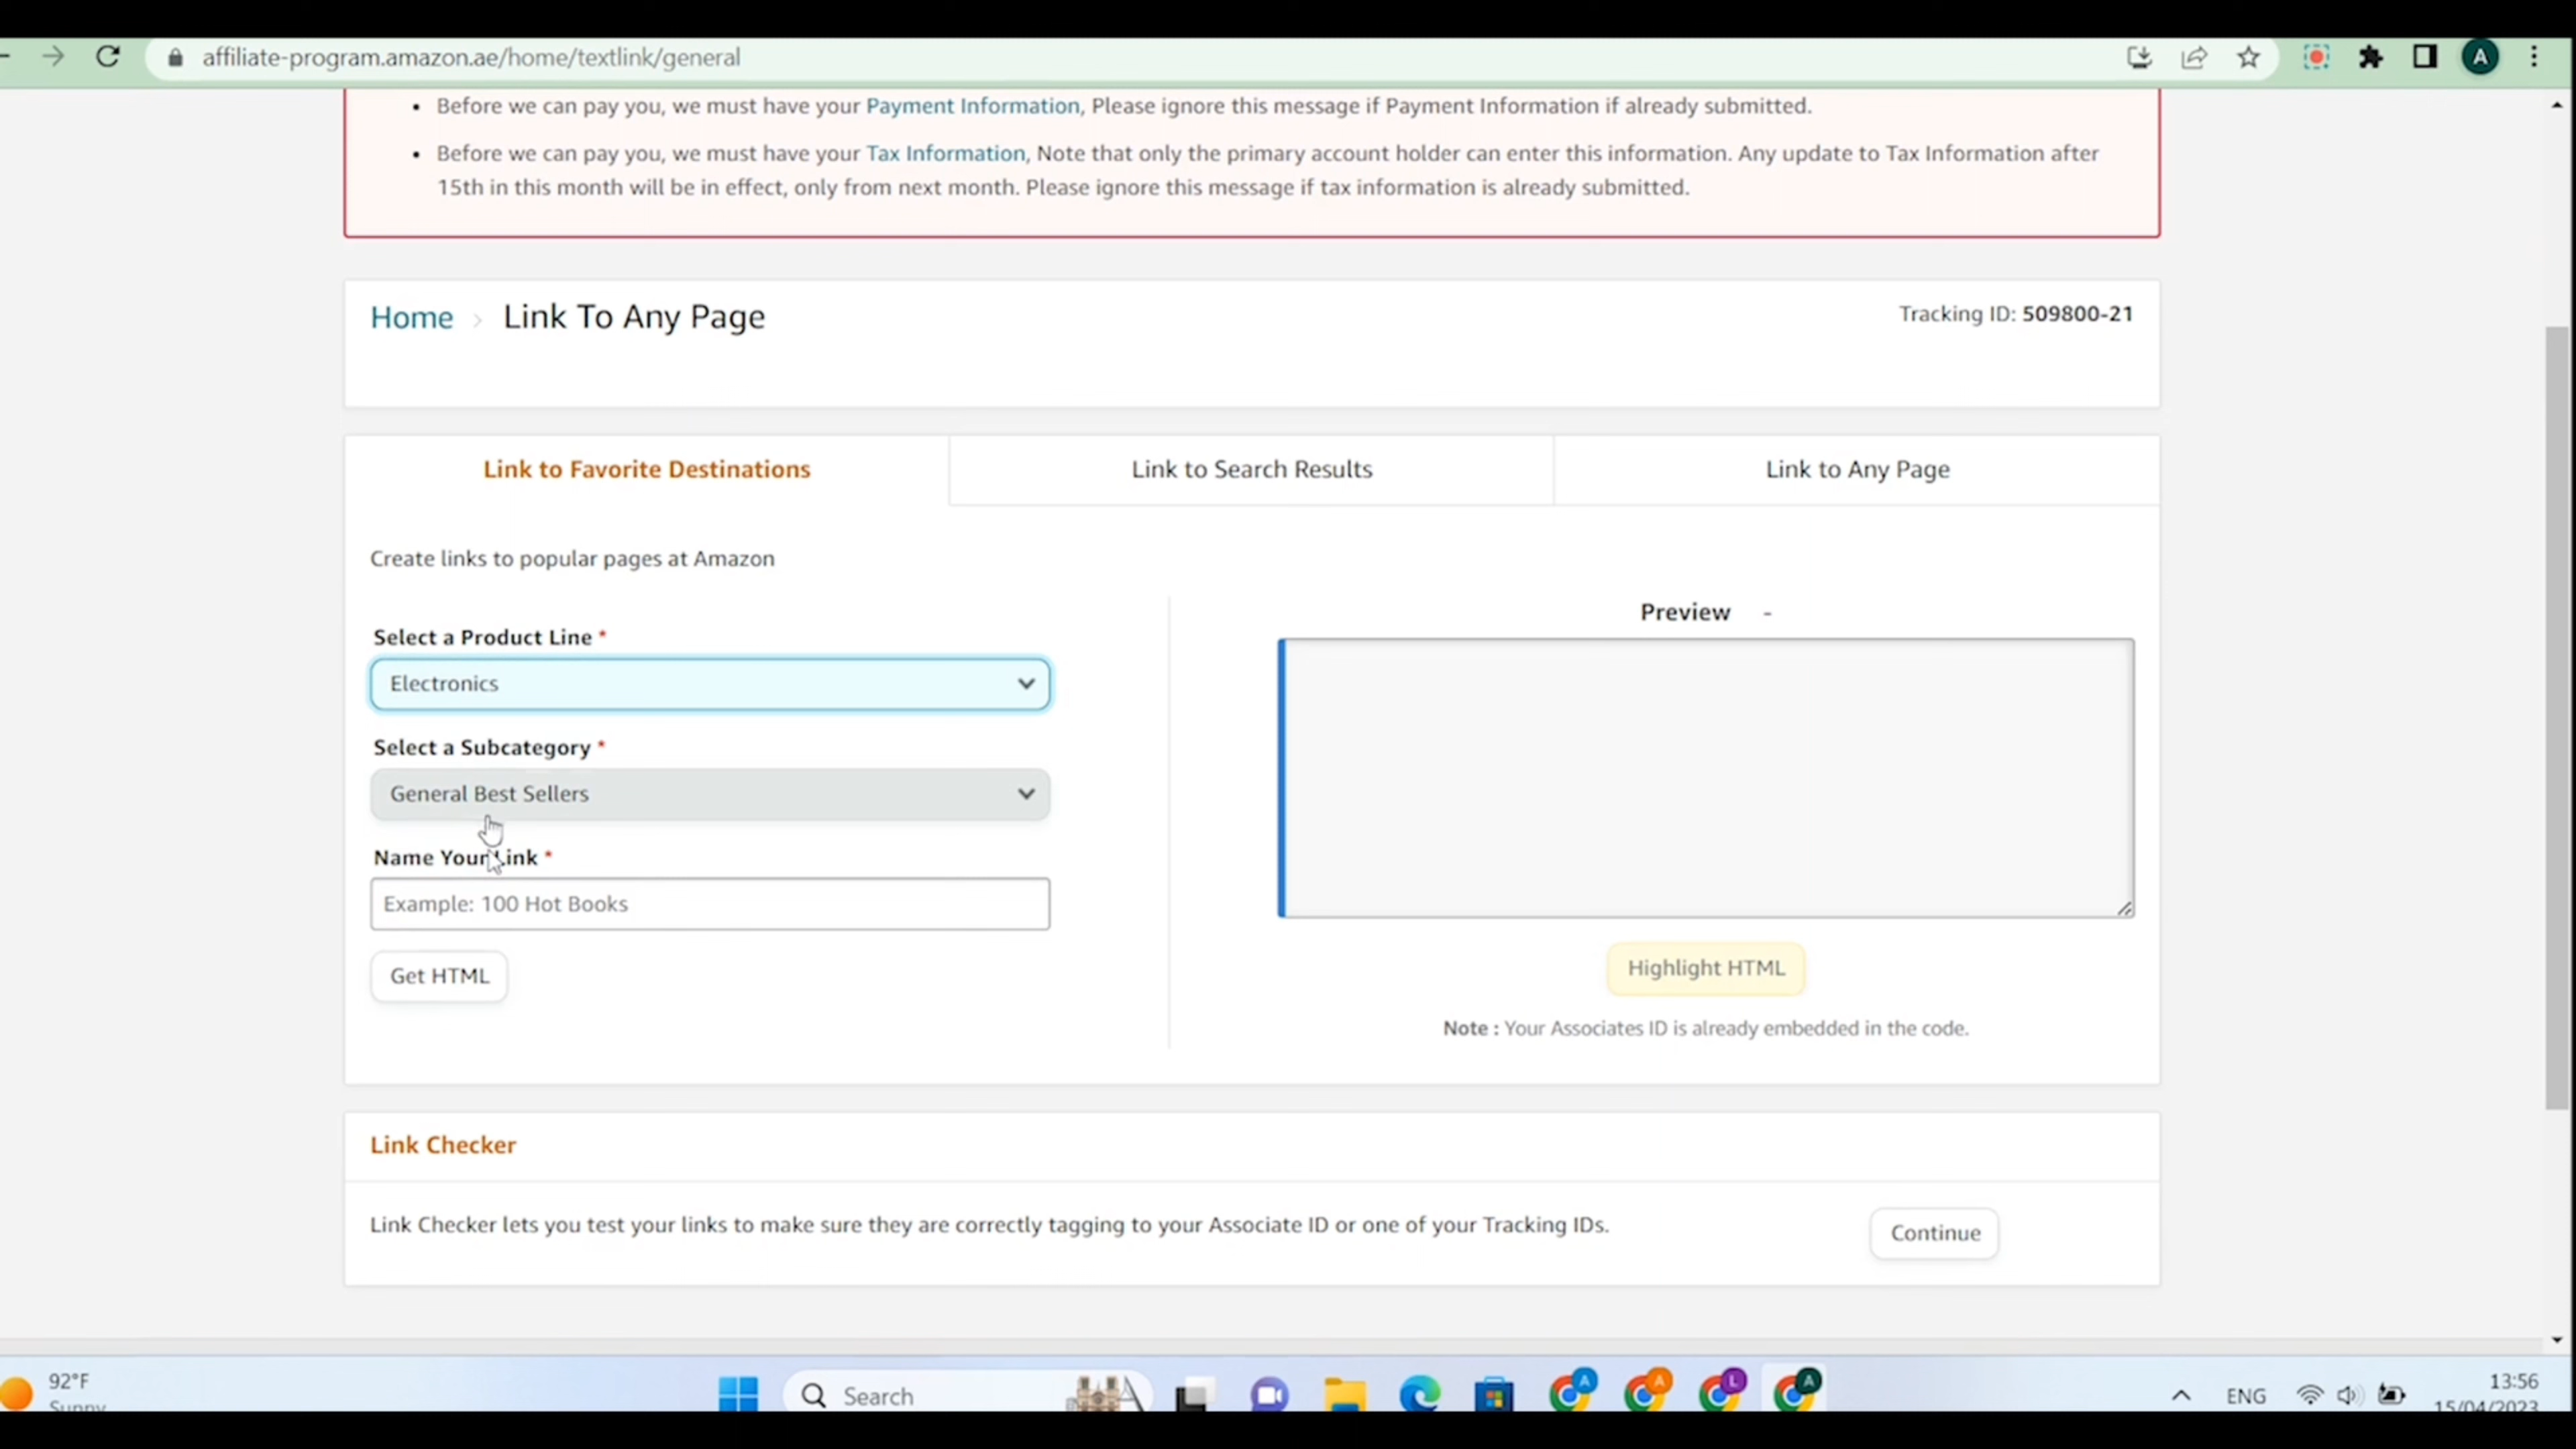 affiliate-program.amazon.ae/home/textlink/general
A
Before we can pay you, we must have your Payment Information, Please ignore this message if Payment Information if already submitted.
Before we can pay you, we must have your Tax Information, Note that only the primary account holder can enter this information. Any update to Tax Information after
15th in this month will be in effect, only from next month. Please ignore this message if tax information is already submitted.
Home › Link To Any Page
Tracking ID: 509800-21
Link to Favorite Destinations
Link to Search Results
Link to Any Page
Create links to popular pages at Amazon
Select a Product Line *
Electronics
Select a Subcategory *
General Best Sellers
Name Your Link *
Example: 100 Hot Books
Get HTML
Preview -
Highlight HTML
Note : Your Associates ID is already embedded in the code.
Link Checker
Link Checker lets you test your links to make sure they are correctly tagging to your Associate ID or one of your Tracking IDs.
Continue
92°F
Sunny
Search
A
A
L
A
ENG
13:56
15/04/2023